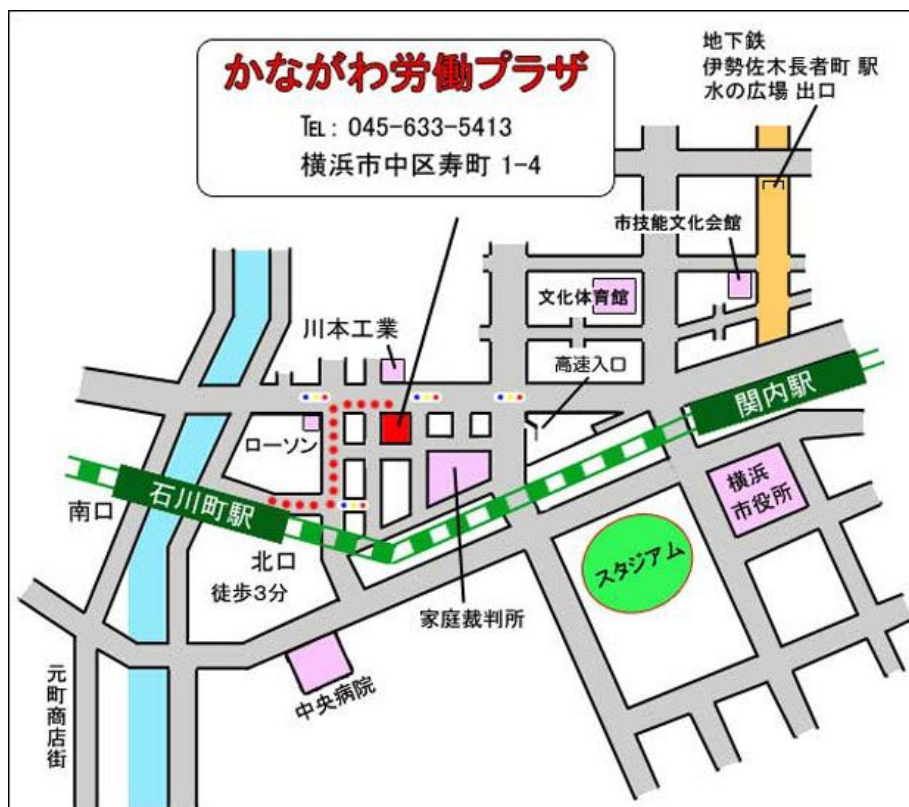 かながわ労働プラザ
℡: 045-633-5413
横浜市中区寿町 1-4
地下鉄
伊勢佐木長者町 駅
水の広場 出口
市技能文化会館
文化体育館
川本工業
高速入口
関内駅
ローソン
石川町駅
南口
北口
徒歩3分
横浜
市役所
スタジアム
家庭裁判所
中央病院
元町商店街